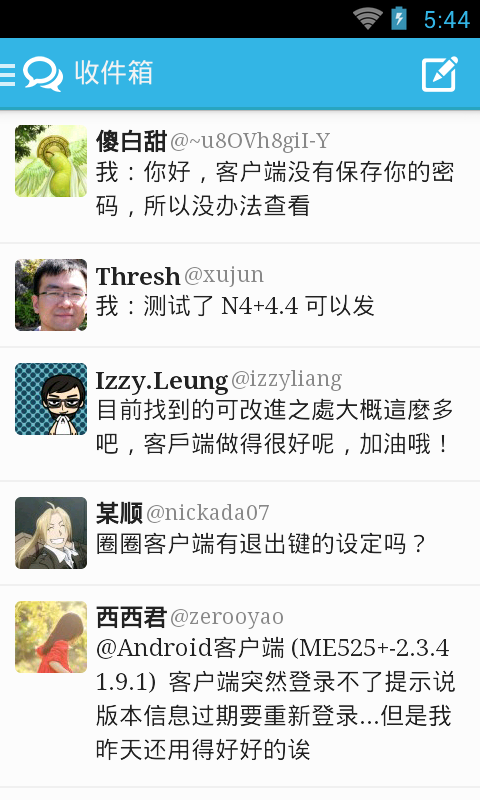 5:44
收件箱
傻白甜@~u8OVh8giI-Y
我：你好，客户端没有保存你的密
码，所以没办法查看
Thresh@xujun
我：测试了 N4+4.4 可以发
Izzy.Leung@izzyliang
目前找到的可改進之處大概這麼多
吧，客戶端做得很好呢，加油哦！
某顺@nickada07
圈圈客户端有退出键的设定吗？
西西君@zerooyao
@Android客户端 (ME525+-2.3.4
1.9.1)  客户端突然登录不了提示说
版本信息过期要重新登录...但是我
昨天还用得好好的诶